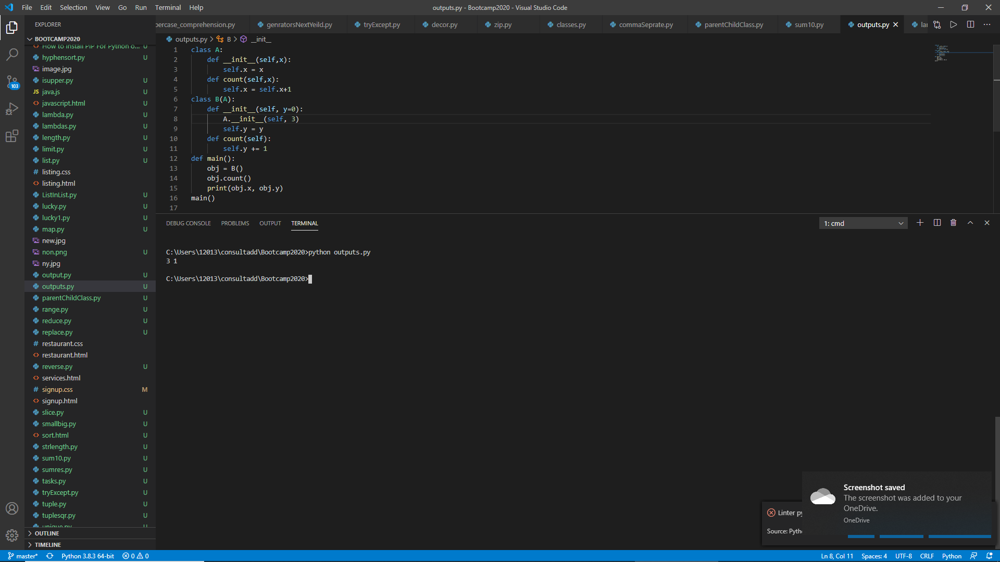 File Edit Selection View Go Run Terminal Help
outputs.py - Bootcamp2020 - Visual Studio Code
EXPLORER
BOOTCAMP2020
How to install PIP For Python o... U
hyphensort.py U
image.jpg
isupper.py U
JS java.js U
javascript.html U
lambda.py U
lambdas.py U
length.py U
limit.py U
list.py U
# listing.css
listing.html
ListInList.py U
lucky.py U
lucky1.py U
map.py U
new.jpg
non.png U
ny.jpg
output.py U
outputs.py U
parentChildClass.py U
range.py U
reduce.py U
replace.py U
# restaurant.css
restaurant.html
reverse.py U
services.html
# signup.css M
signup.html
slice.py U
smallbig.py U
sort.html U
strlength.py U
sum10.py U
sumres.py U
tasks.py U
tryExcept.py U
tuple.py U
tuplesqr.py U
unique.py U
OUTLINE
TIMELINE
103
percase_comprehension.py genratorsNextYeild.py tryExcept.py decor.py zip.py classes.py commaSeprate.py parentChildClass.py sum10.py outputs.py
outputs.py > B > __init__
1 class A:
2 def __init__(self,x):
3 self.x = x
4 def count(self,x):
5 self.x = self.x+1
6 class B(A):
7 def __init__(self, y=0):
8 A.__init__(self, 3)
9 self.y = y
10 def count(self):
11 self.y += 1
12 def main():
13 obj = B()
14 obj.count()
15 print(obj.x, obj.y)
16 main()
17
DEBUG CONSOLE PROBLEMS OUTPUT TERMINAL
1: cmd
C:\Users\12013\consultadd\Bootcamp2020>python outputs.py
3 1
C:\Users\12013\consultadd\Bootcamp2020>
Linter py
Source: Pyth
Screenshot saved
The screenshot was added to your
OneDrive.
OneDrive
master* Python 3.8.3 64-bit 0 0
Ln 8, Col 11 Spaces: 4 UTF-8 CRLF Python